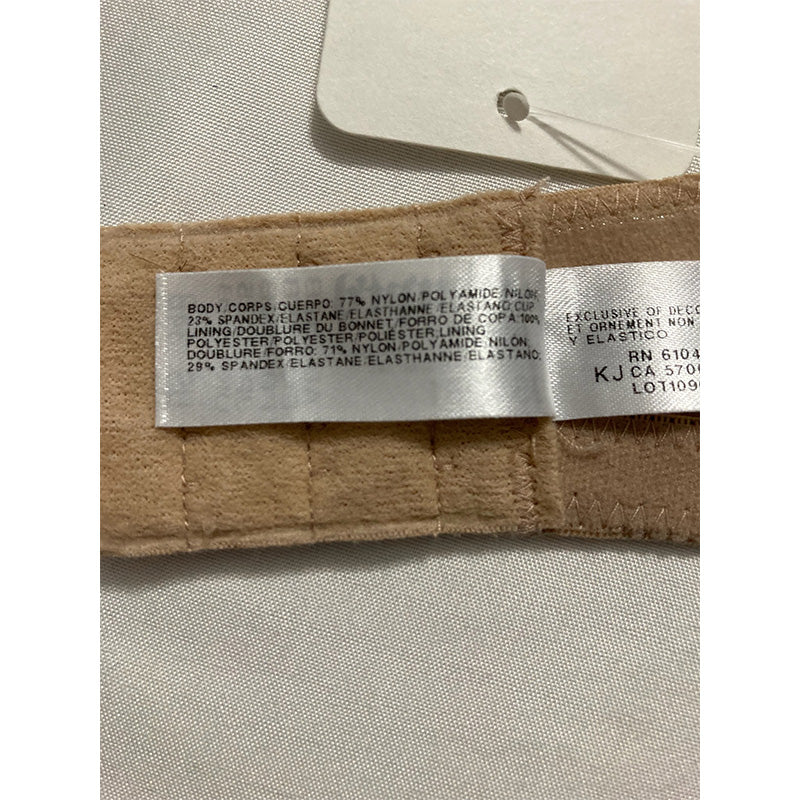 BODY/CORPS/CUERPO: 77% NYLON/POLYAMIDE/NILON,
23% SPANDEX/ELASTANE/ELASTHANNE/ELASTANO CUP
LINING/DOUBLURE DU BONNET/FORRO DE COPA:100%
POLYESTER/POLYESTER/POLIÉSTER LINING
DOUBLURE/FORRO: 71% NYLON/POLYAMIDE/NILON,
29% SPANDEX/ELASTANE/ELASTHANNE/ELASTANO:
EXCLUSIVE OF DECO
ET ORNEMENT NON
Y ELASTICO
RN 6104
KJ CA 570
LOT109